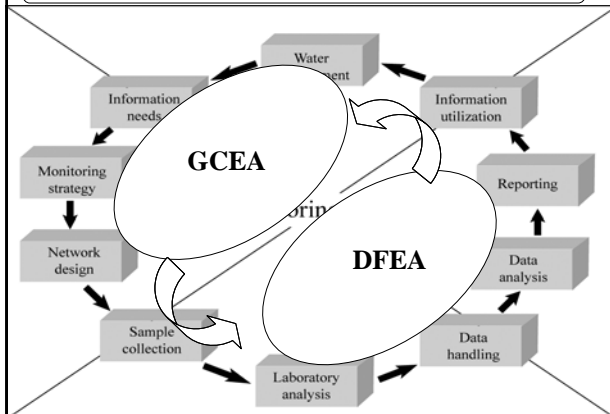 Water
Information
needs
Information
utilization
GCEA
Monitoring
strategy
Reporting
DFEA
Network
design
Data
analysis
Sample
collection
Data
handling
Laboratory
analysis